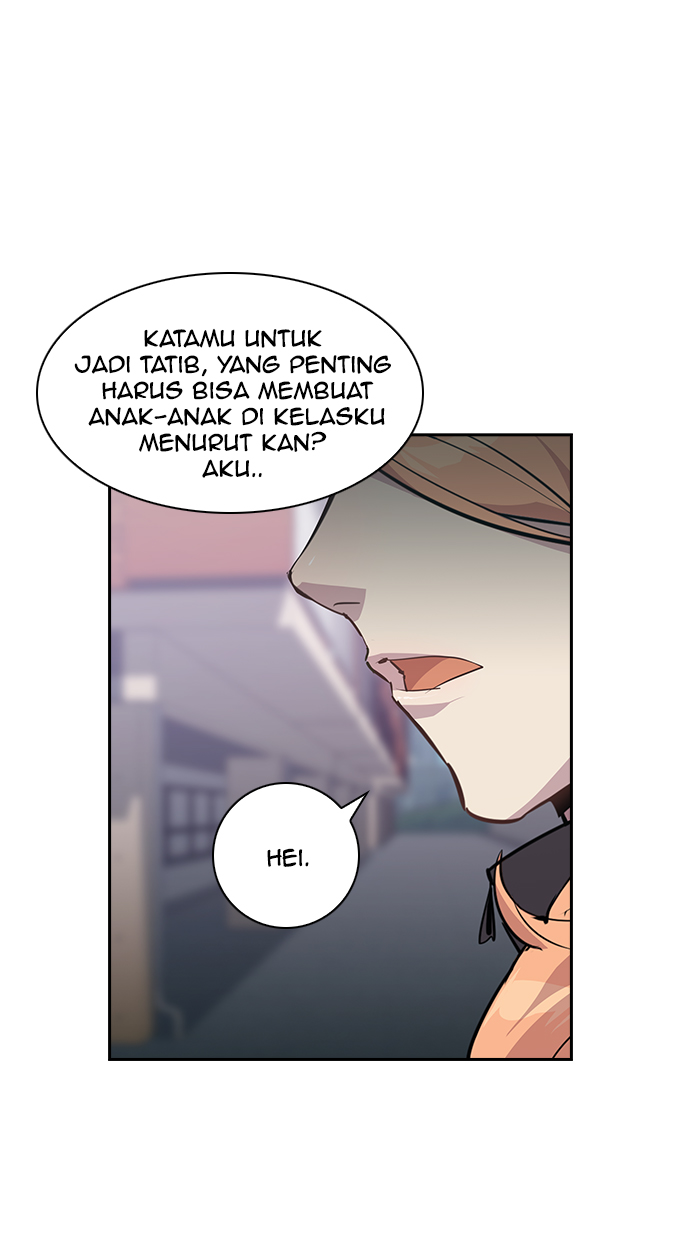 KATAMU UNTUK
JADI TATIB, YANG PENTING
HARUS BISA MEMBUAT
ANAK-ANAK DI KELASKU
MENURUT KAN?
AKU..
HEI.